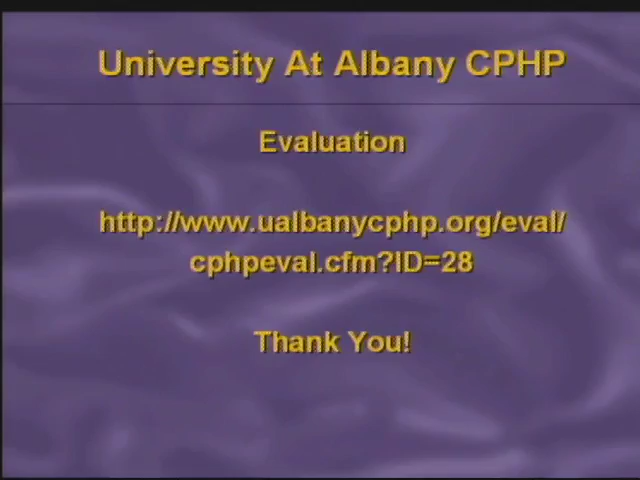 University At Albany CPHP
Evaluation
http://www.ualbanycphp.org/eval/
cphpeval.cfm?ID=28
Thank You!